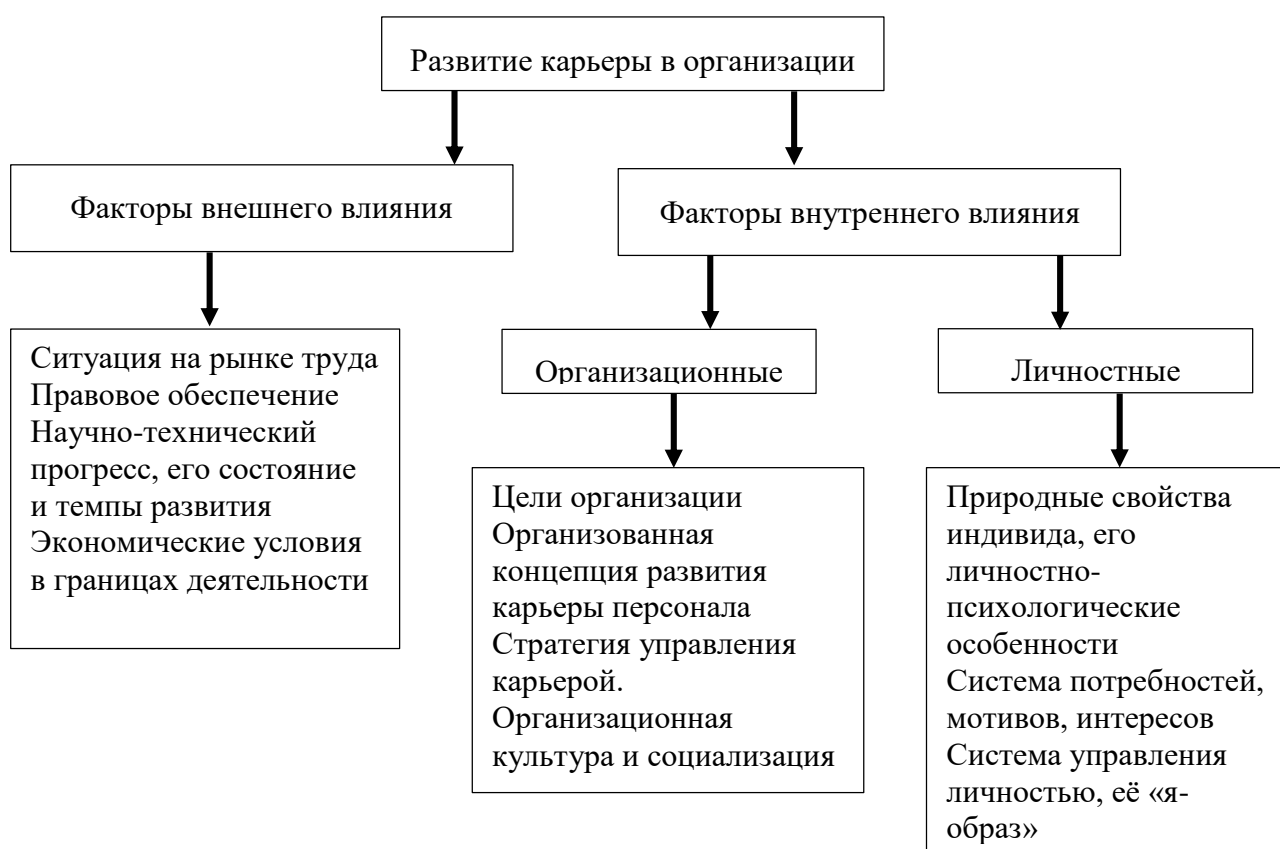 Развитие карьеры в организации
Факторы внешнего влияния
Факторы внутреннего влияния
Ситуация на рынке труда
Правовое обеспечение
Научно-технический
прогресс, его состояние
и темпы развития
Экономические условия
в границах деятельности
Организационные
Личностные
Цели организации
Организованная
концепция развития
карьеры персонала
Стратегия управления
карьерой.
Организационная
культура и социализация
Природные свойства
индивида, его
личностно-
психологические
особенности
Система потребностей,
мотивов, интересов
Система управления
личностью, её «я-
образ»